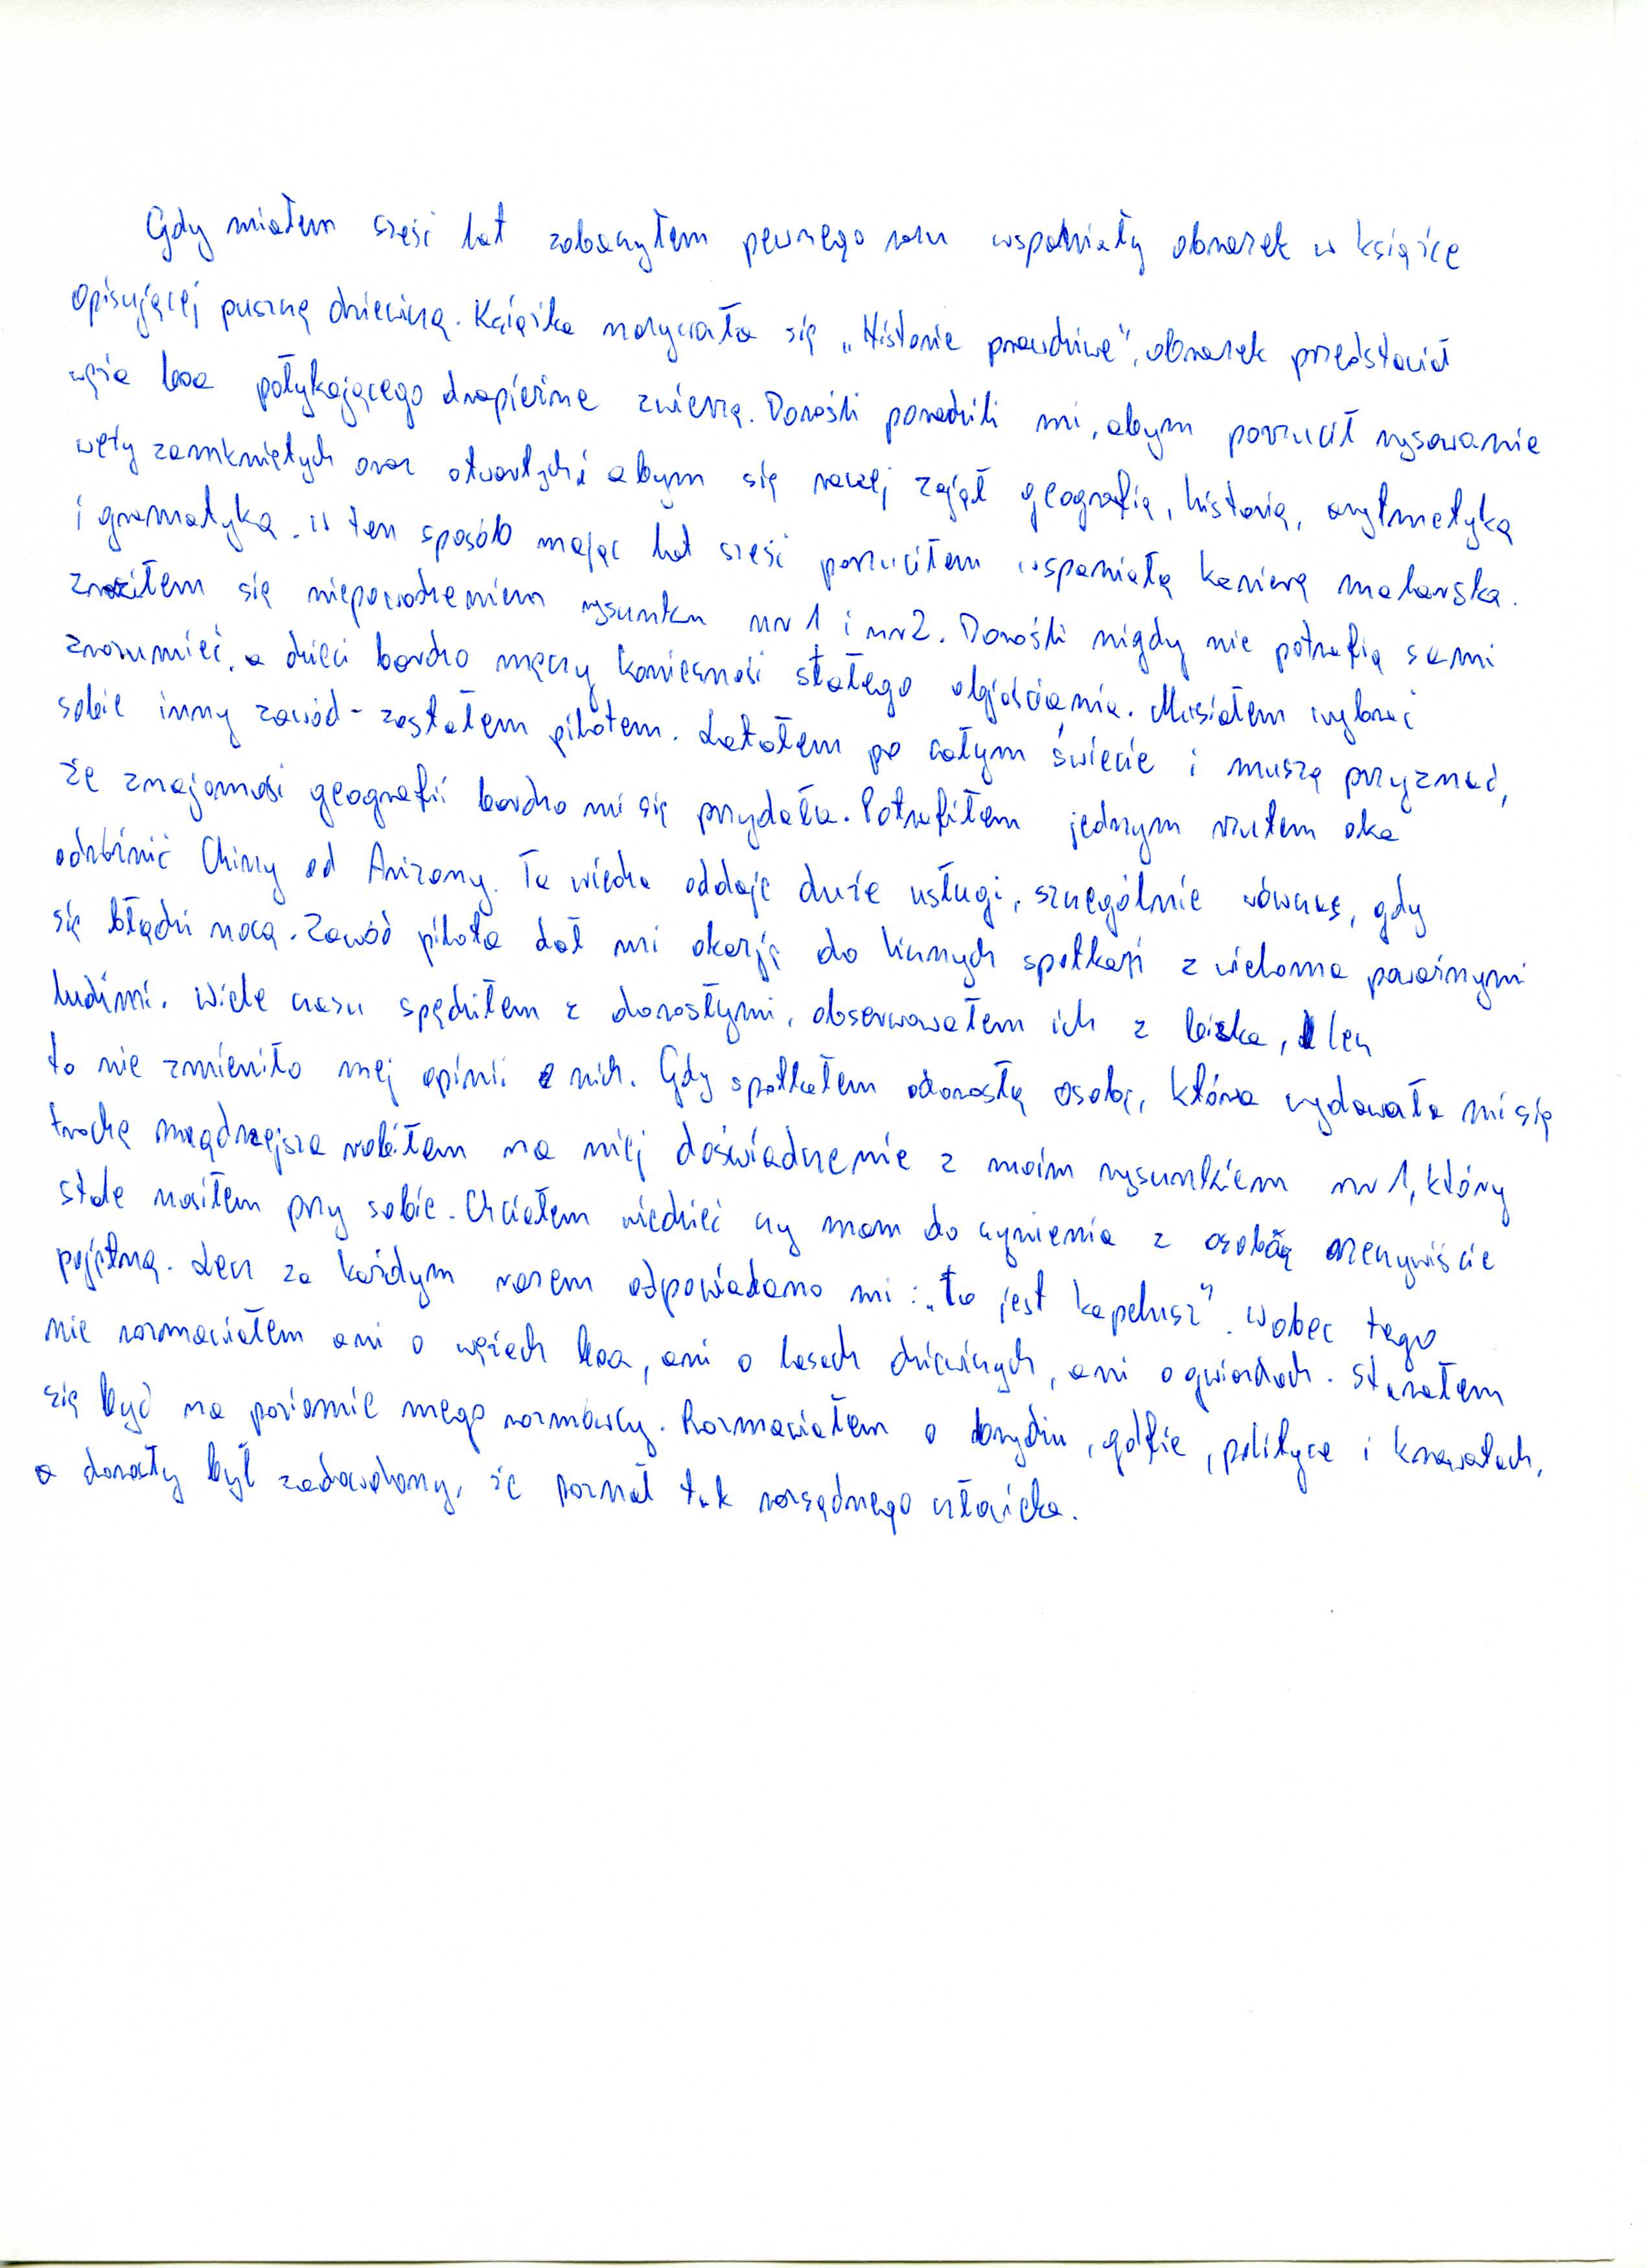 Gdy miałem sześć lat zobaczyłem pewnego razu wspaniały obrazek w książce
opisującej puszczę dziewiczą. Książka nazywała się „Historie prawdziwe”, obrazek przedstawiał
węża boa połykającego drapieżne zwierzę. Dorośli poradzili mi, abym porzucił rysowanie
węży zamkniętych oraz otwartych i abym się raczej zajął geografią, historią, arytmetyką
i gramatyką. W ten sposób mając lat sześć porzuciłem wspaniałą karierę malarską.
Zraziłem się niepowodzeniem rysunku nr 1 i nr 2. Dorośli nigdy nie potrafią sami
zrozumieć, a dzieci bardzo męczy konieczność stałego objaśniania. Musiałem wybrać
sobie inny zawód - zostałem pilotem. Latałem po całym świecie i muszę przyznać,
że znajomość geografii bardzo mi się przydała. Potrafiłem jednym rzutem oka
odróżnić Chiny od Arizony. Ta wiedza oddaje duże usługi, szczególnie wówczas, gdy
się błądzi nocą. Zawód pilota dał mi okazję do licznych spotkań z wieloma poważnymi
ludźmi. Wiele czasu spędziłem z dorosłymi, obserwowałem ich z bliska, lecz
to nie zmieniło mej opinii o nich. Gdy spotkałem dorosłą osobę, która wydawała mi się
trochę mądrzejsza robiłem na niej doświadczenie z moim rysunkiem nr 1, który
stale nosiłem przy sobie. Chciałem wiedzieć czy mam do czynienia z osobą rzeczywiście
pojętną. Lecz za każdym razem odpowiadano mi: „to jest kapelusz”. Wobec tego
nie rozmawiałem ani o wężach boa, ani o lasach dziewiczych, ani o gwiazdach. Starałem
się być na poziomie mego rozmówcy. Rozmawiałem o brydżu, golfie, polityce i krawatach,
a dorosły był zadowolony, że poznał tak rozsądnego człowieka.